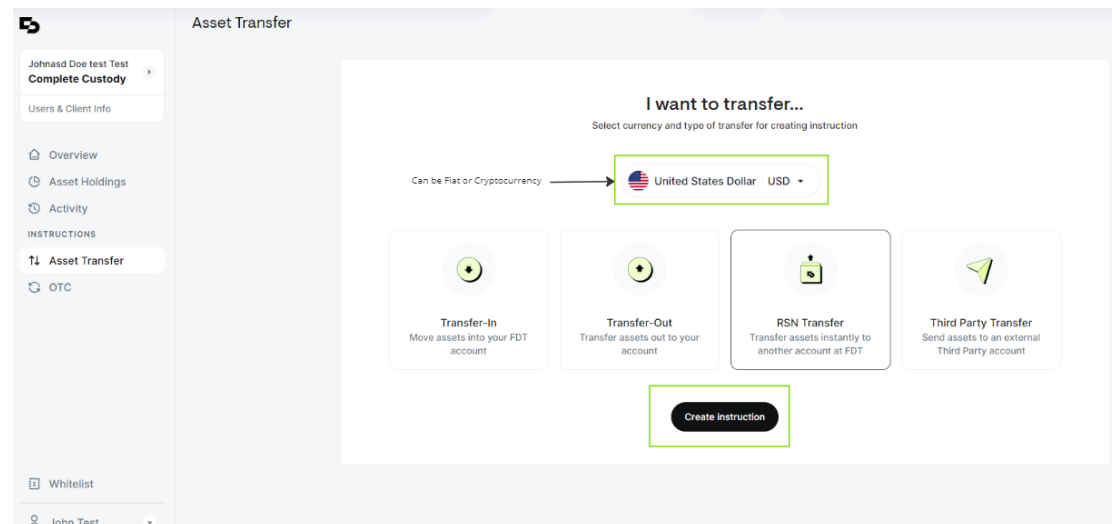 Asset Transfer
Johnasd Doe test Test
Complete Custody
Users & Client Info
Overview
Asset Holdings
Activity
INSTRUCTIONS
Asset Transfer
OTC
Whitelist
John Test
I want to transfer...
Select currency and type of transfer for creating instruction
Can be Fiat or Cryptocurrency
United States Dollar USD
Transfer-In
Move assets into your FDT
account
Transfer-Out
Transfer assets out to your
account
RSN Transfer
Transfer assets instantly to
another account at FDT
Third Party Transfer
Send assets to an external
Third Party account
Create instruction